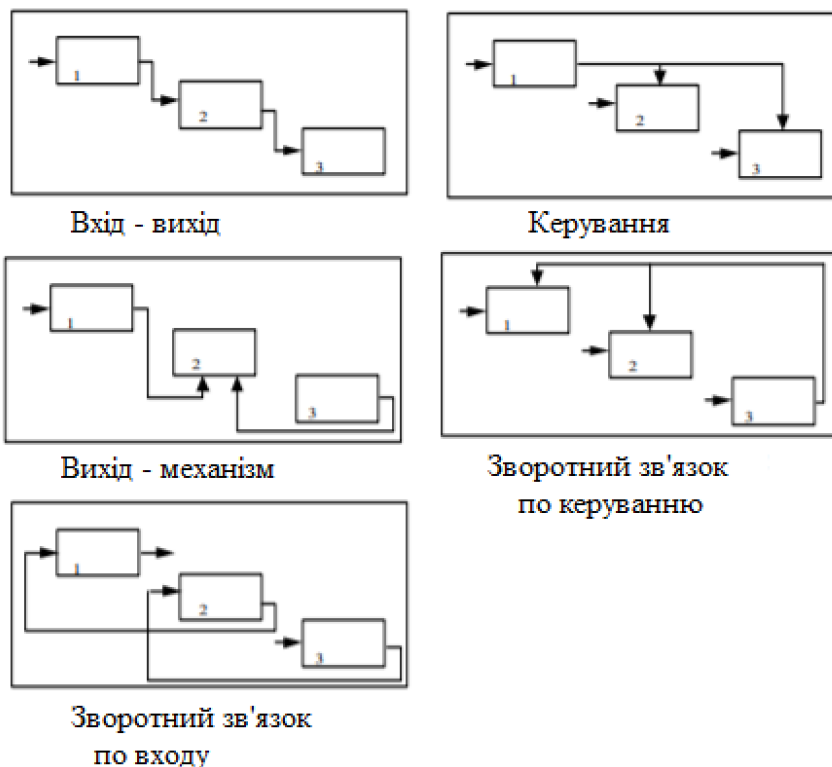 1
2
3
Вхід - вихід
1
2
3
Керування
1
2
3
Вихід - механізм
1
2
3
Зворотний зв'язок
по керуванню
1
2
3
Зворотний зв'язок
по входу